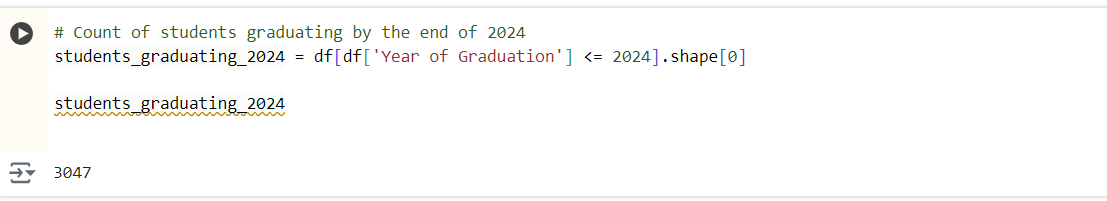 # Count of students graduating by the end of 2024
students_graduating_2024 = df[df['Year of Graduation'] <= 2024].shape[0]
students_graduating_2024
3047